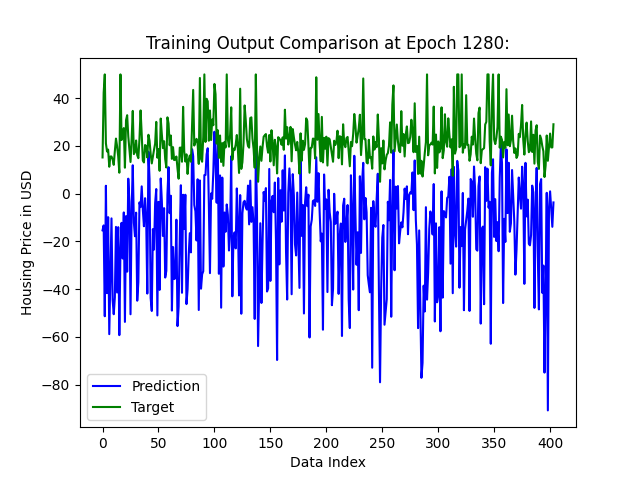 Training Output Comparison at Epoch 1280:
Housing Price in USD
40
20
0
−20
−40
−60
−80
Prediction
Target
0 50 100 150 200 250 300 350 400
Data Index